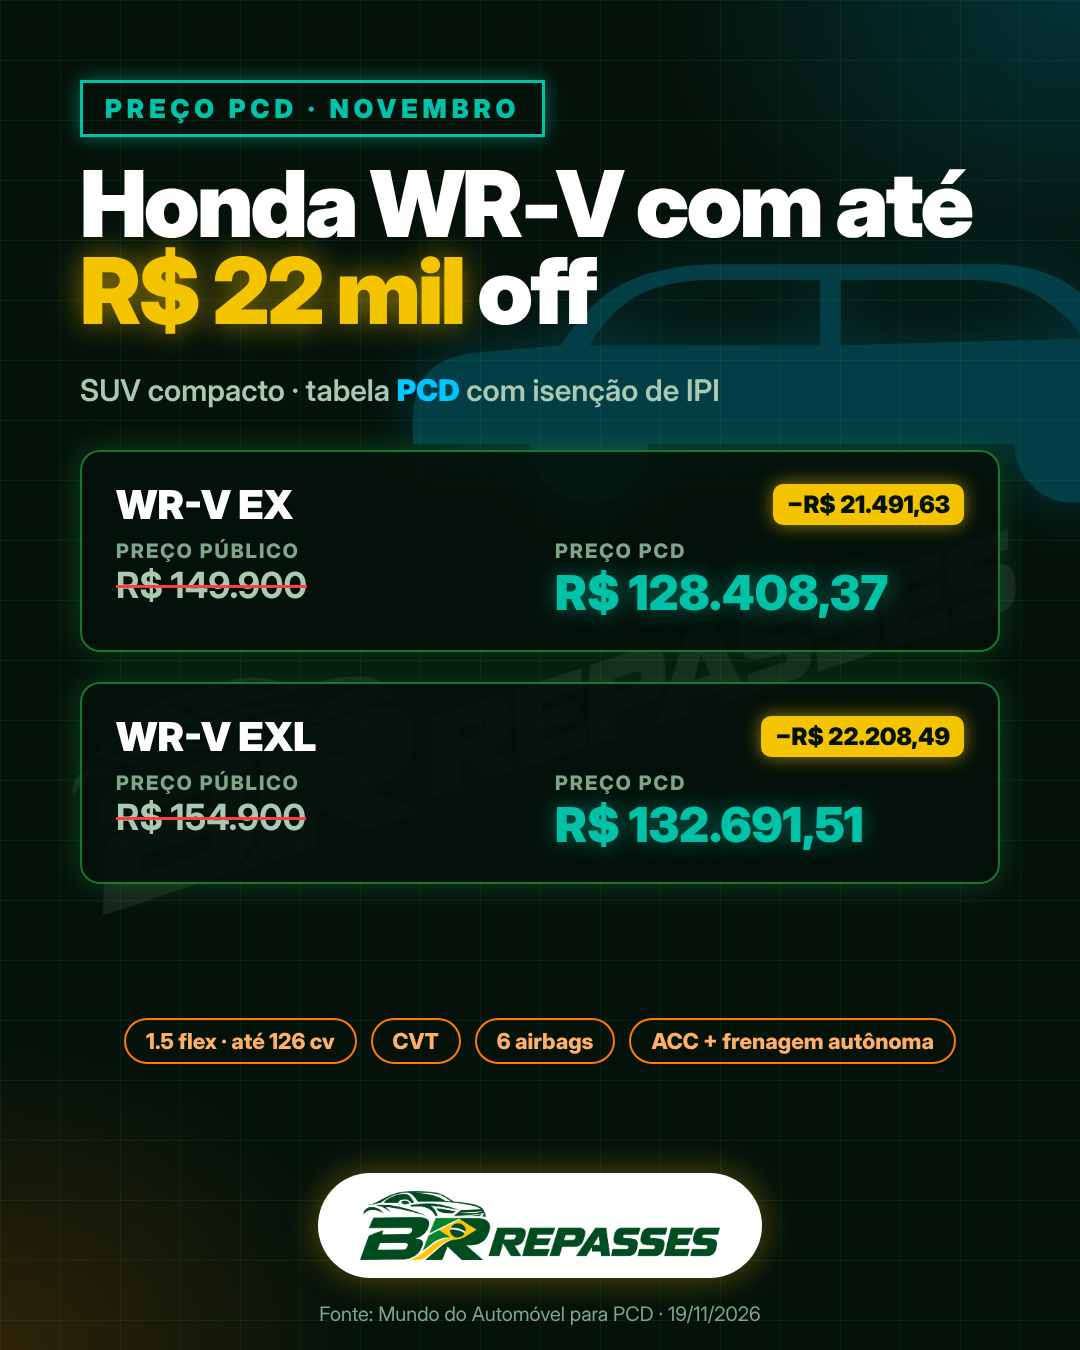 PREÇO PCD · NOVEMBRO
Honda WR-V com até
R$ 22 mil off
SUV compacto · tabela PCD com isenção de IPI
WR-V EX
−R$ 21.491,63
PREÇO PÚBLICO
PREÇO PCD
R$ 149.900
R$ 128.408,37
WR-V EXL
−R$ 22.208,49
PREÇO PÚBLICO
PREÇO PCD
R$ 154.900
R$ 132.691,51
BR REPASSES
1.5 flex · até 126 cv
CVT
6 airbags
ACC + frenagem autônoma
BR REPASSES
Fonte: Mundo do Automóvel para PCD · 19/11/2026